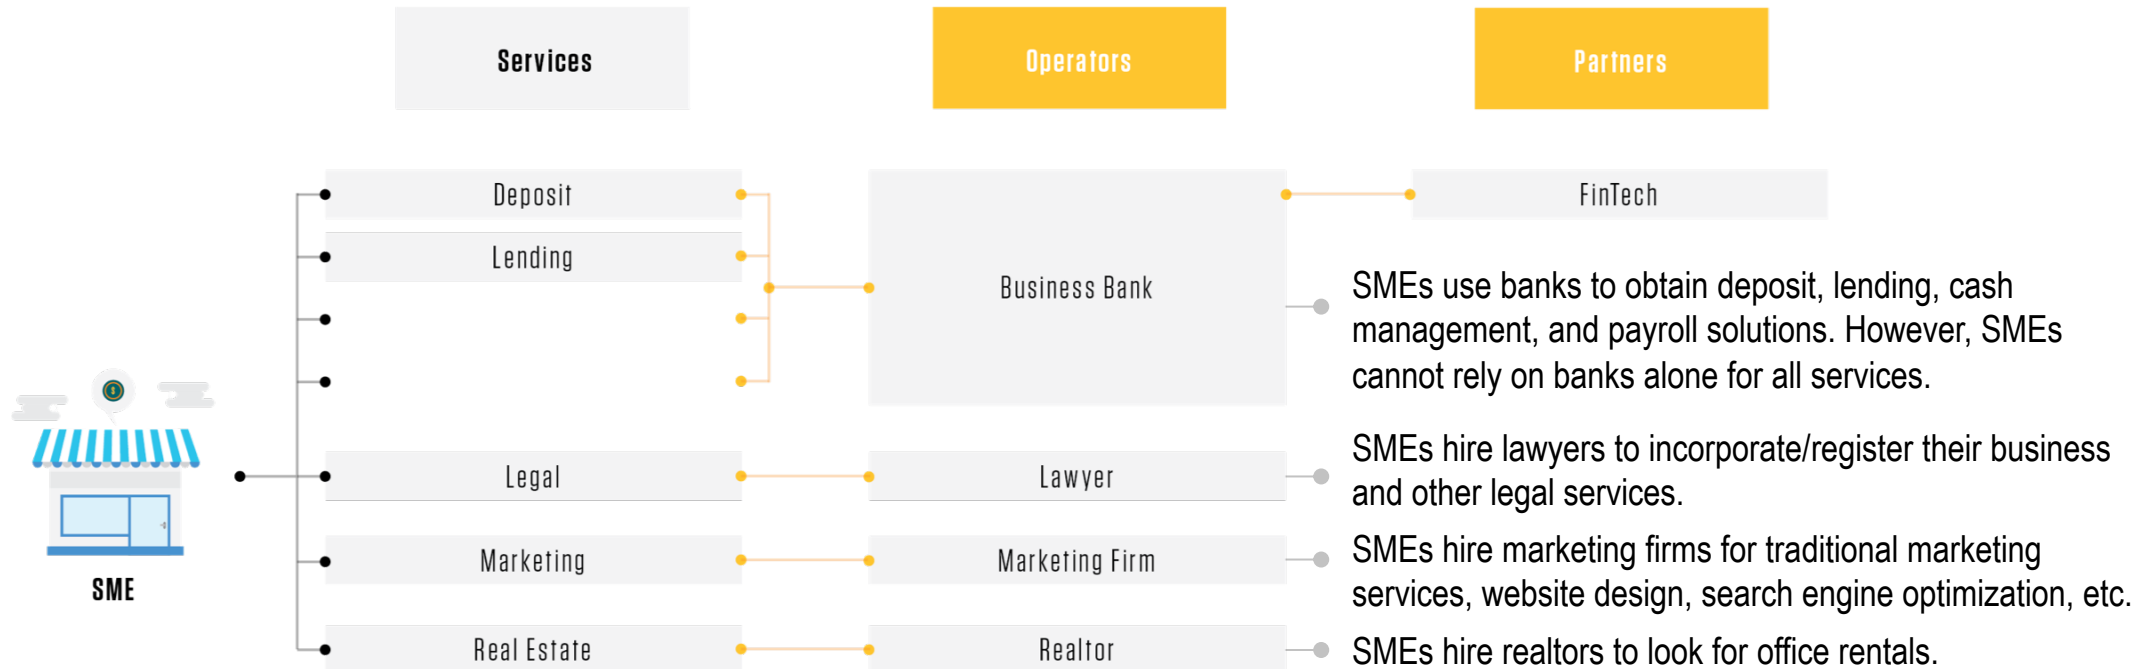 Services
Operators
Partners
Deposit
FinTech
Lending
Business Bank
SMEs use banks to obtain deposit, lending, cash
management, and payroll solutions. However, SMEs
cannot rely on banks alone for all services.
Legal
Lawyer
SMEs hire lawyers to incorporate/register their business
and other legal services.
Marketing
Marketing Firm
SMEs hire marketing firms for traditional marketing
services, website design, search engine optimization, etc.
SME
Real Estate
Realtor
SMEs hire realtors to look for office rentals.